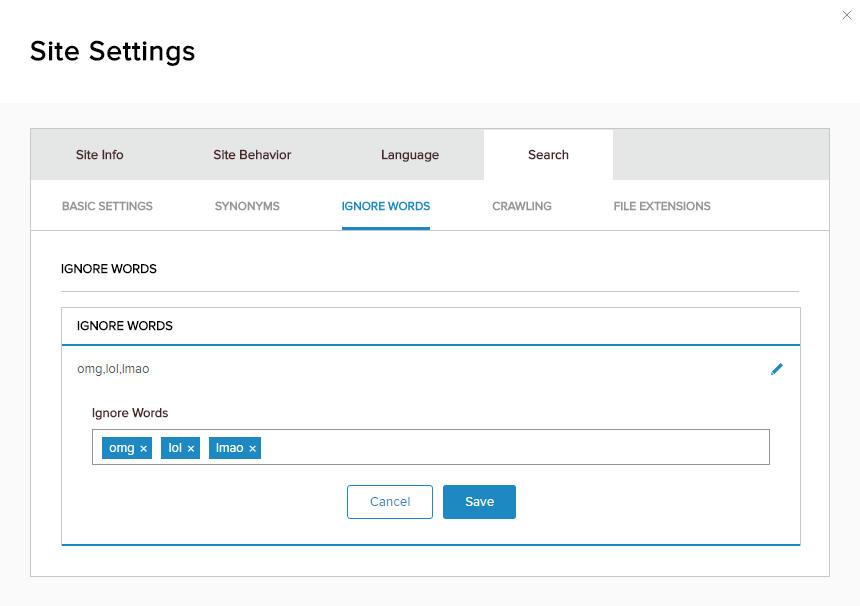 Site Settings
Site Info Site Behavior Language Search
BASIC SETTINGS SYNONYMS IGNORE WORDS CRAWLING FILE EXTENSIONS
IGNORE WORDS
IGNORE WORDS
omg,lol,lmao
Ignore Words
omg × lol × lmao ×
Cancel Save